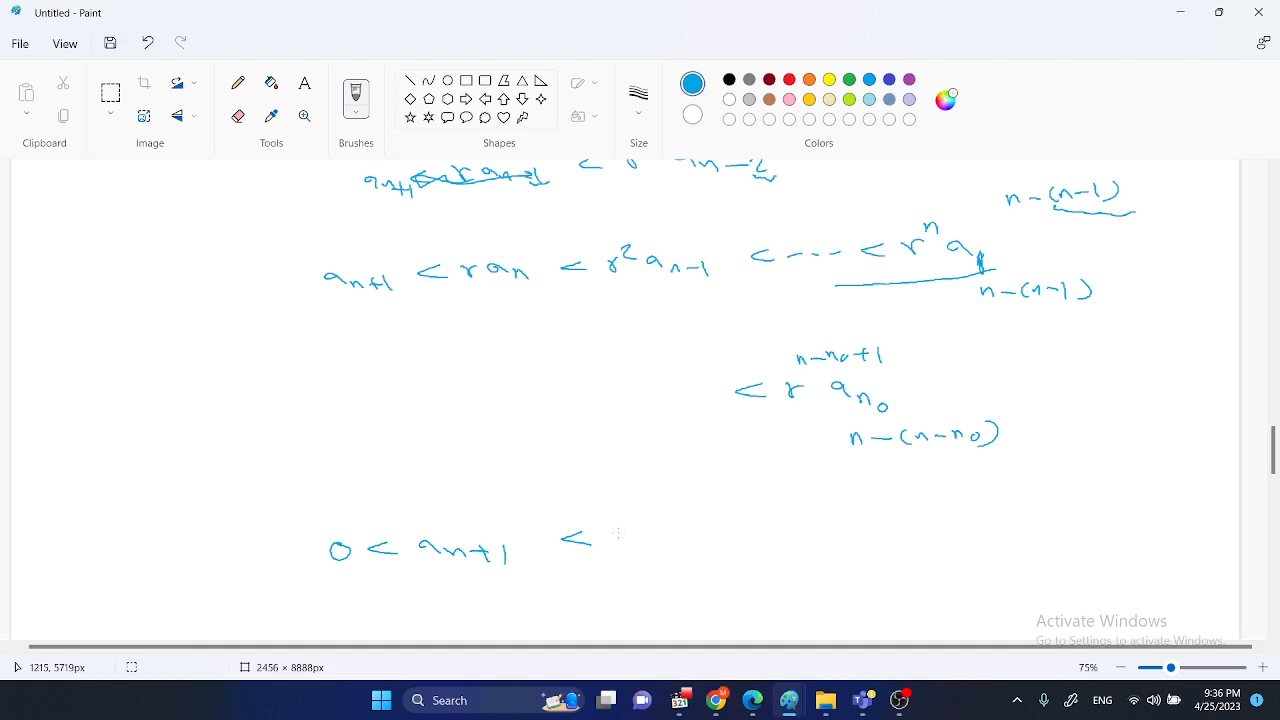 Untitled - Paint
File View
Clipboard Image Tools Brushes Shapes Size Colors
n-(n-1)
a_{n+1} < r a_n < r^2 a_{n-1} < --- < r^n a_1
n-(n-1)
n-n_0+1
< r a_{n_0}
n-(n-n_0)
0 < a_{n+1} <
Activate Windows
Go to Settings to activate Windows.
1215, 5719px 2456 × 8888px 75%
Search ENG 9:36 PM
4/25/2023